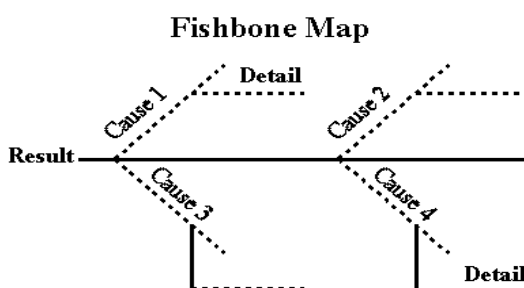 Fishbone Map
Detail
Cause 1
Cause 2
Result
Cause 3
Cause 4
Detail